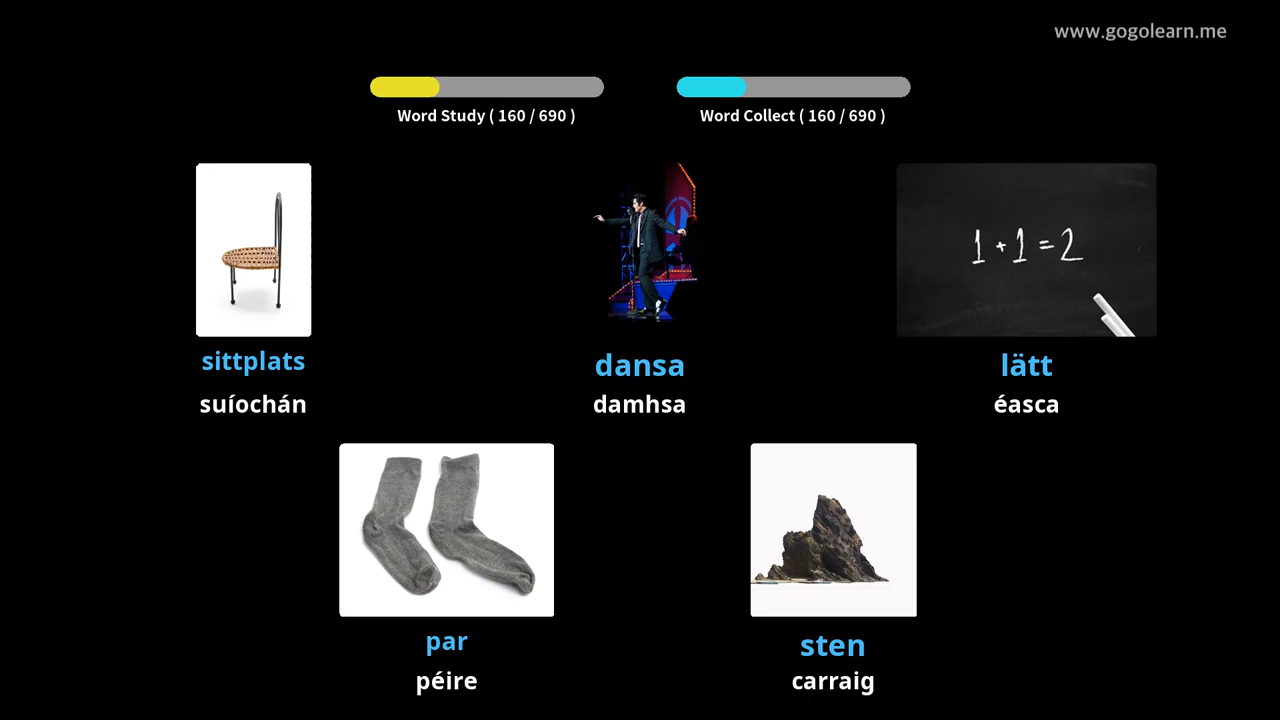 www.gogolearn.me
Word Study ( 160 / 690 )
Word Collect ( 160 / 690 )
1 + 1 = 2
sittplats
dansa
lätt
suíochán
damhsa
éasca
par
sten
péire
carraig